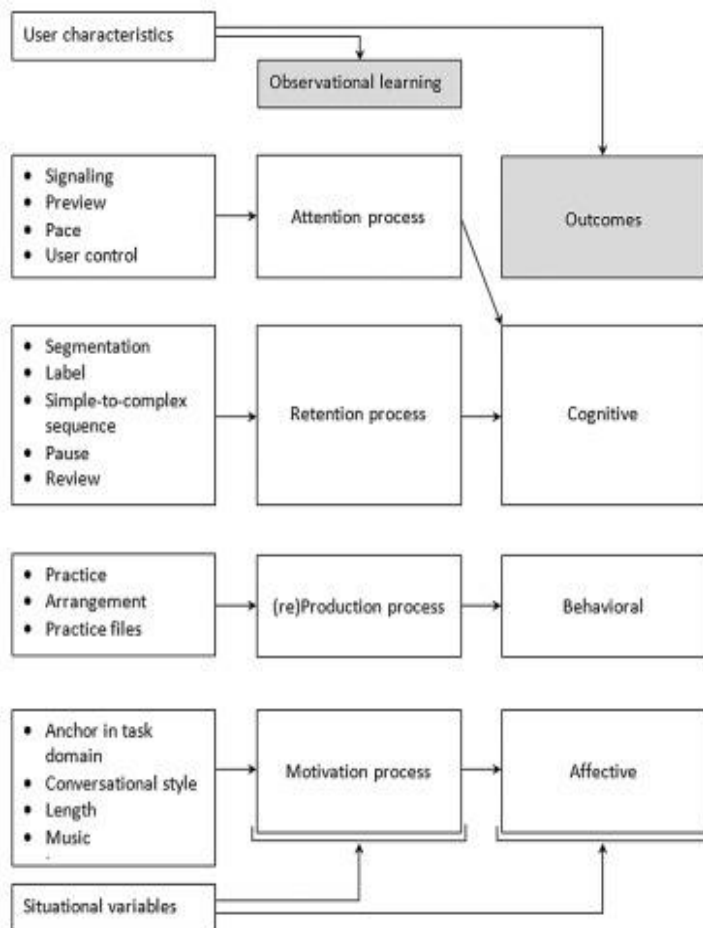 User characteristics
Observational learning
• Signaling
• Preview
• Pace
• User control
Attention process
Outcomes
• Segmentation
• Label
• Simple-to-complex
sequence
• Pause
• Review
Retention process
Cognitive
• Practice
• Arrangement
• Practice files
(re)Production process
Behavioral
• Anchor in task
domain
• Conversational style
• Length
• Music
Motivation process
Affective
Situational variables